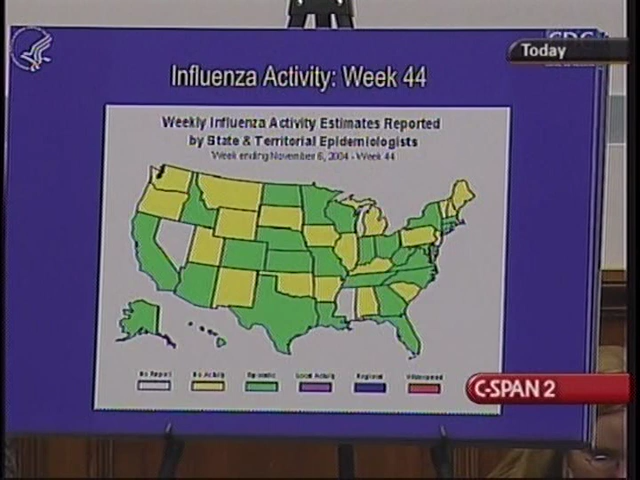 CDC
Today
Influenza Activity: Week 44
Weekly Influenza Activity Estimates Reported
by State & Territorial Epidemiologists
Week ending November 6, 2004 - Week 44
No Report
No Activity
Sporadic
Local Activity
Regional
Widespread
C-SPAN 2